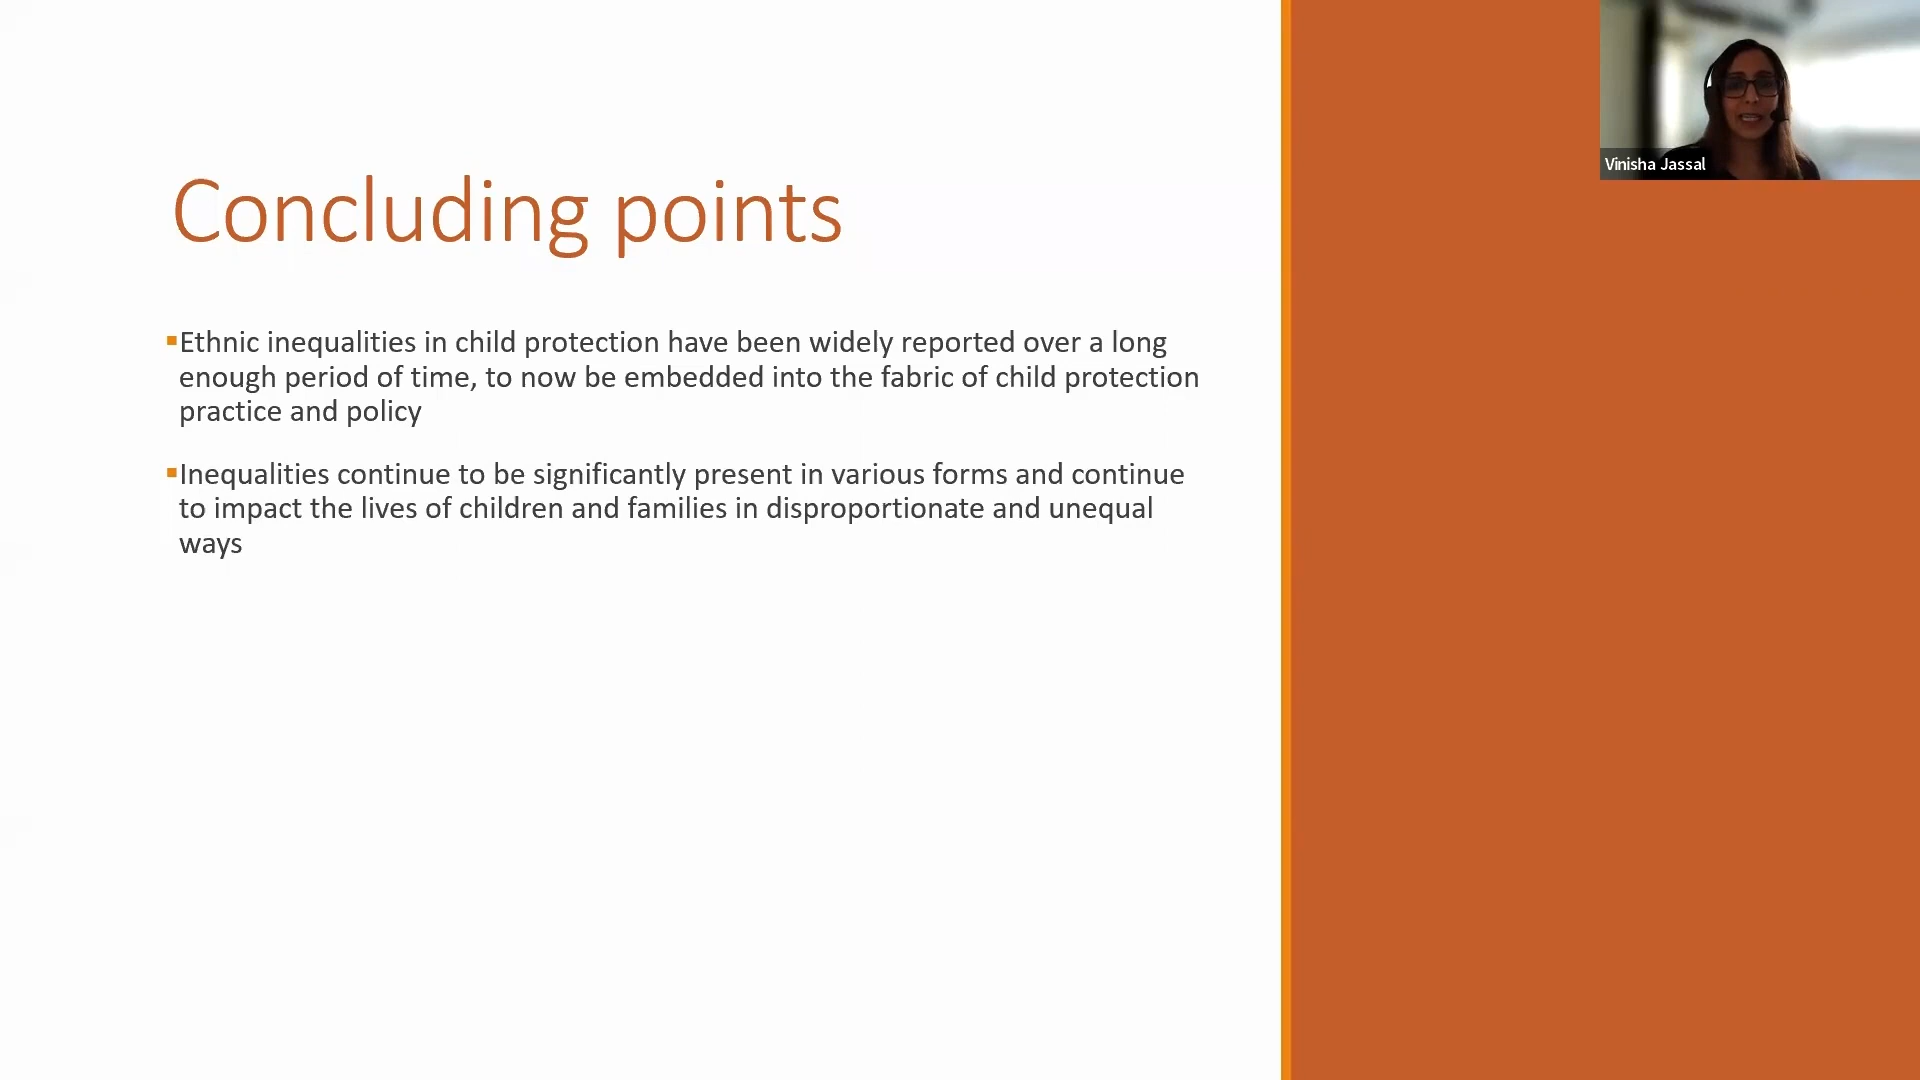 Vinisha Jassal
Concluding points
▪Ethnic inequalities in child protection have been widely reported over a long
enough period of time, to now be embedded into the fabric of child protection
practice and policy
▪Inequalities continue to be significantly present in various forms and continue
to impact the lives of children and families in disproportionate and unequal
ways